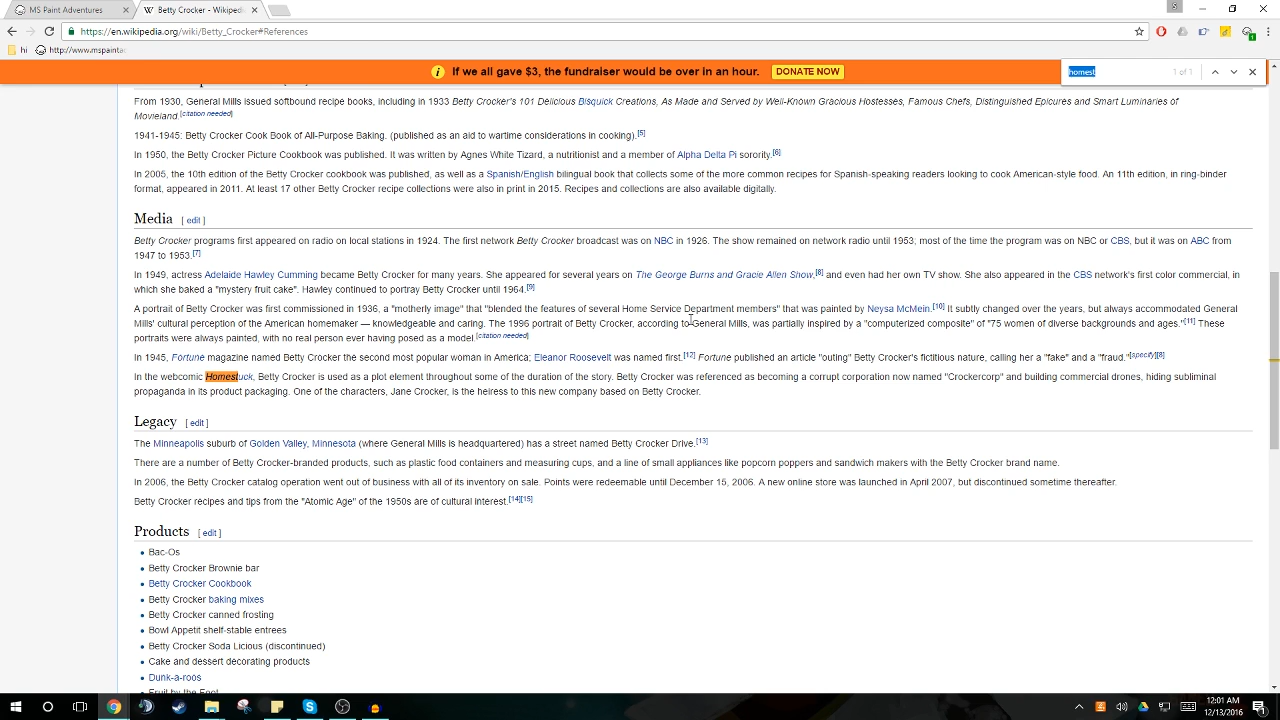 MS Paint Adventures
Betty Crocker - Wikiped
https://en.wikipedia.org/wiki/Betty_Crocker#References
hi
http://www.mspainta
If we all gave $3, the fundraiser would be over in an hour.
DONATE NOW
homest
1 of 1
From 1930, General Mills issued softbound recipe books, including in 1933 Betty Crocker's 101 Delicious Bisquick Creations, As Made and Served by Well-Known Gracious Hostesses, Famous Chefs, Distinguished Epicures and Smart Luminaries of
Movieland.[citation needed]
1941-1945: Betty Crocker Cook Book of All-Purpose Baking. (published as an aid to wartime considerations in cooking).[5]
In 1950, the Betty Crocker Picture Cookbook was published. It was written by Agnes White Tizard, a nutritionist and a member of Alpha Delta Pi sorority.[6]
In 2005, the 10th edition of the Betty Crocker cookbook was published, as well as a Spanish/English bilingual book that collects some of the more common recipes for Spanish-speaking readers looking to cook American-style food. An 11th edition, in ring-binder
format, appeared in 2011. At least 17 other Betty Crocker recipe collections were also in print in 2015. Recipes and collections are also available digitally.
Media [ edit ]
Betty Crocker programs first appeared on radio on local stations in 1924. The first network Betty Crocker broadcast was on NBC in 1926. The show remained on network radio until 1953; most of the time the program was on NBC or CBS, but it was on ABC from
1947 to 1953.[7]
In 1949, actress Adelaide Hawley Cumming became Betty Crocker for many years. She appeared for several years on The George Burns and Gracie Allen Show,[8] and even had her own TV show. She also appeared in the CBS network's first color commercial, in
which she baked a "mystery fruit cake". Hawley continued to portray Betty Crocker until 1964.[9]
A portrait of Betty Crocker was first commissioned in 1936, a "motherly image" that "blended the features of several Home Service Department members" that was painted by Neysa McMein.[10] It subtly changed over the years, but always accommodated General
Mills' cultural perception of the American homemaker — knowledgeable and caring. The 1996 portrait of Betty Crocker, according to General Mills, was partially inspired by a "computerized composite" of "75 women of diverse backgrounds and ages."[11] These
portraits were always painted, with no real person ever having posed as a model.[citation needed]
In 1945, Fortune magazine named Betty Crocker the second most popular woman in America; Eleanor Roosevelt was named first.[12] Fortune published an article "outing" Betty Crocker's fictitious nature, calling her a "fake" and a "fraud."[specify][8]
In the webcomic Homestuck, Betty Crocker is used as a plot element throughout some of the duration of the story. Betty Crocker was referenced as becoming a corrupt corporation now named "Crockercorp" and building commercial drones, hiding subliminal
propaganda in its product packaging. One of the characters, Jane Crocker, is the heiress to this new company based on Betty Crocker.
Legacy [ edit ]
The Minneapolis suburb of Golden Valley, Minnesota (where General Mills is headquartered) has a street named Betty Crocker Drive.[13]
There are a number of Betty Crocker-branded products, such as plastic food containers and measuring cups, and a line of small appliances like popcorn poppers and sandwich makers with the Betty Crocker brand name.
In 2006, the Betty Crocker catalog operation went out of business with all of its inventory on sale. Points were redeemable until December 15, 2006. A new online store was launched in April 2007, but discontinued sometime thereafter.
Betty Crocker recipes and tips from the "Atomic Age" of the 1950s are of cultural interest.[14][15]
Products [ edit ]
Bac-Os
Betty Crocker Brownie bar
Betty Crocker Cookbook
Betty Crocker baking mixes
Betty Crocker canned frosting
Bowl Appetit shelf-stable entrees
Betty Crocker Soda Licious (discontinued)
Cake and dessert decorating products
Dunk-a-roos
Fruit by the Foot
12:01 AM
12/13/2016